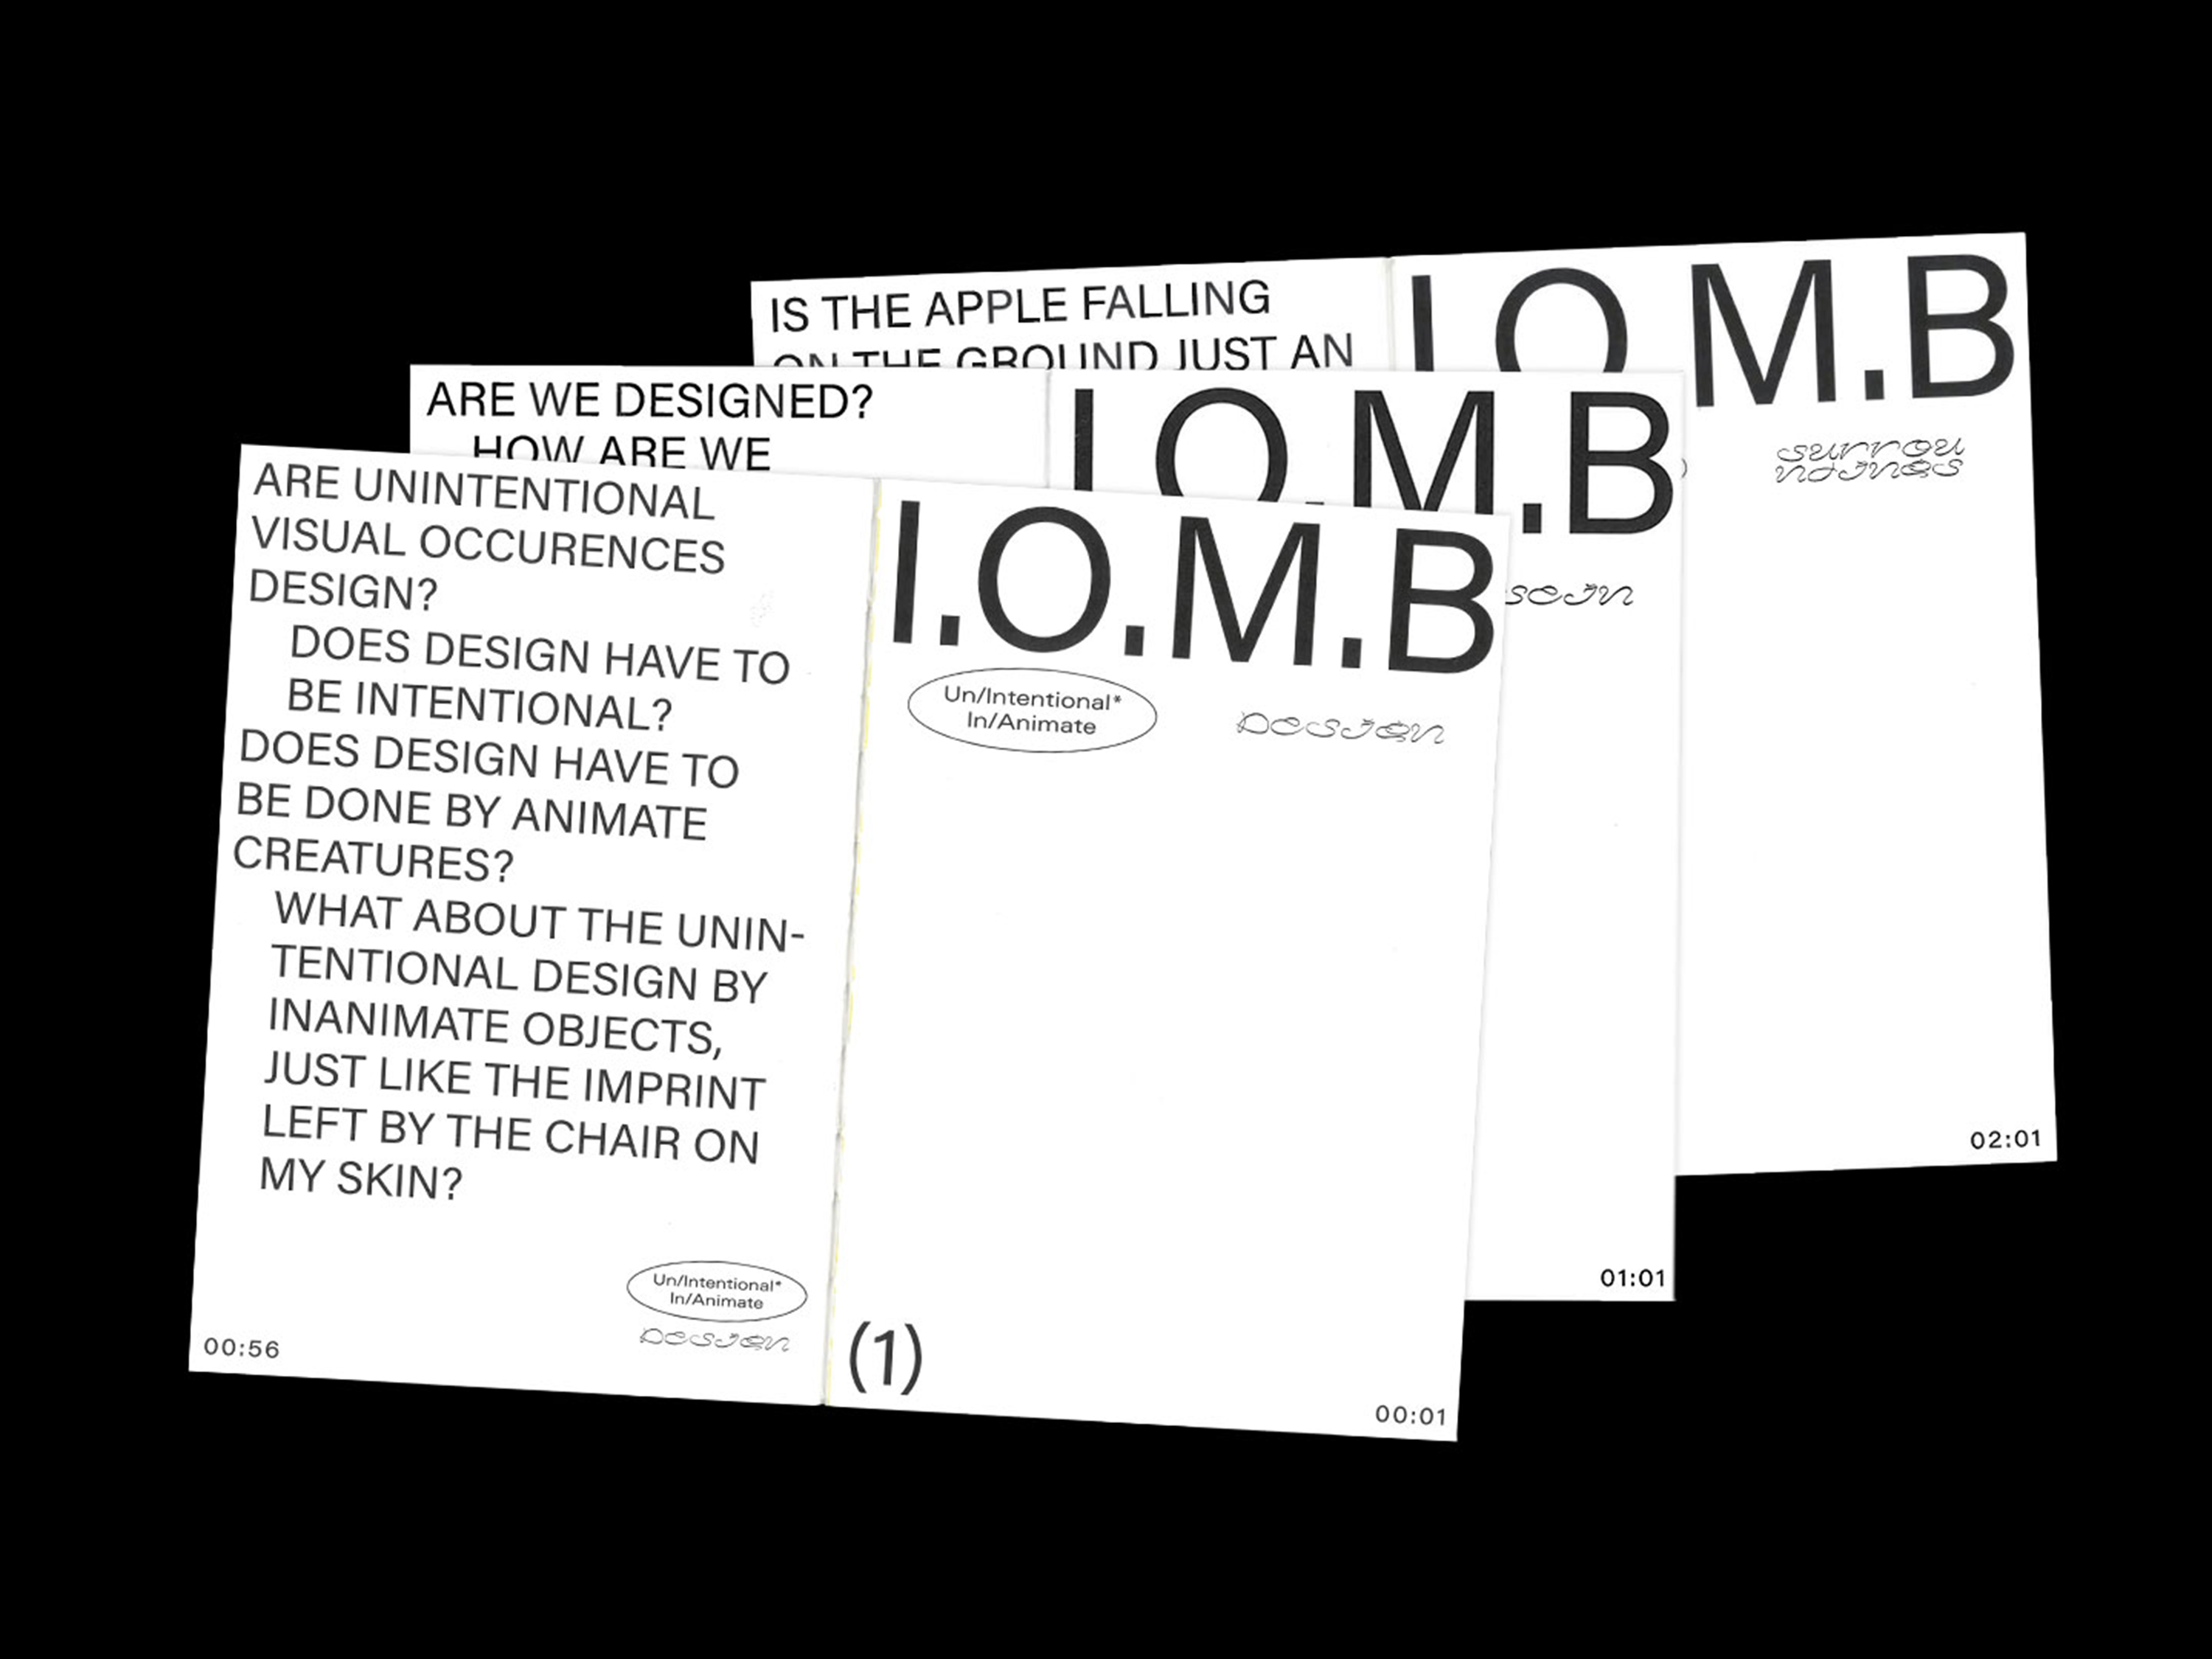 IS THE APPLE FALLING
ON THE GROUND JUST AN
I.O.M.B
surrou
ndings
02:01
ARE WE DESIGNED?
HOW ARE WE
I.O.M.B
01:01
ARE UNINTENTIONAL
VISUAL OCCURENCES
DESIGN?
DOES DESIGN HAVE TO
BE INTENTIONAL?
DOES DESIGN HAVE TO
BE DONE BY ANIMATE
CREATURES?
WHAT ABOUT THE UNIN-
TENTIONAL DESIGN BY
INANIMATE OBJECTS,
JUST LIKE THE IMPRINT
LEFT BY THE CHAIR ON
MY SKIN?
Un/Intentional*
In/Animate
DESIGN
00:56
I.O.M.B
Un/Intentional*
In/Animate
DESIGN
(1)
00:01